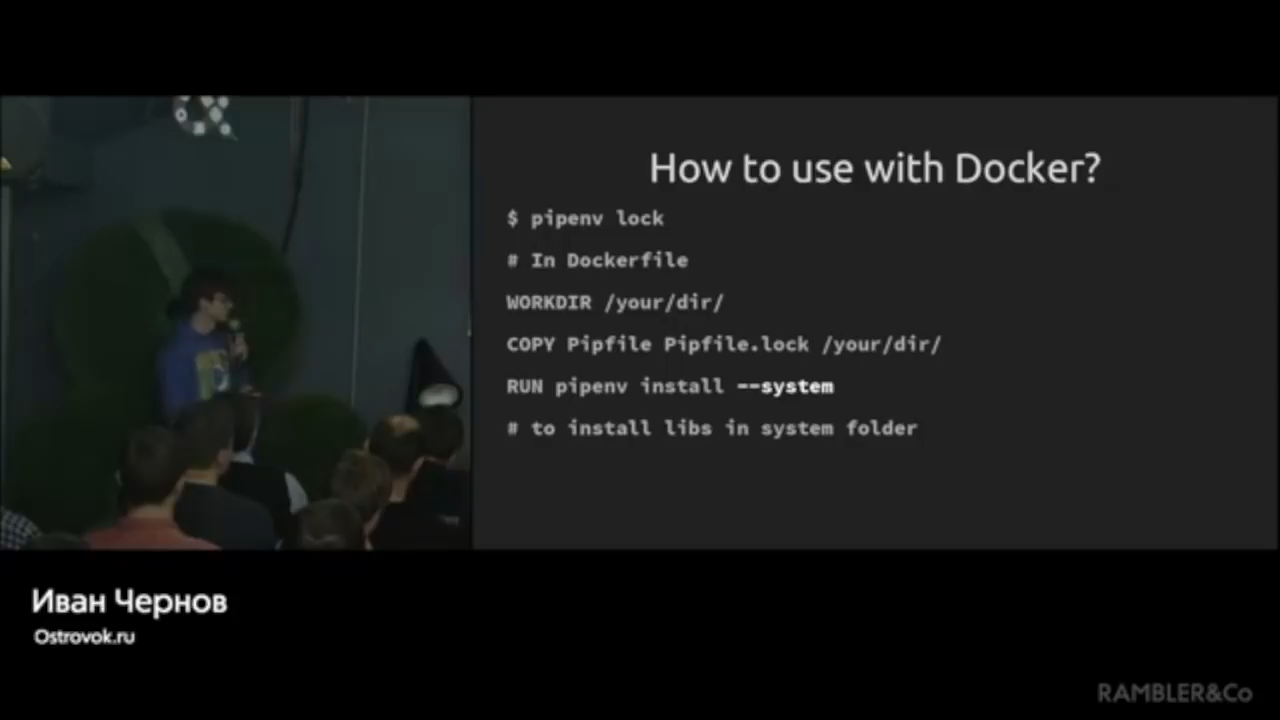 How to use with Docker?
$ pipenv lock
# In Dockerfile
WORKDIR /your/dir/
COPY Pipfile Pipfile.lock /your/dir/
RUN pipenv install --system
# to install libs in system folder
Иван Чернов
Ostrovok.ru
RAMBLER&Co